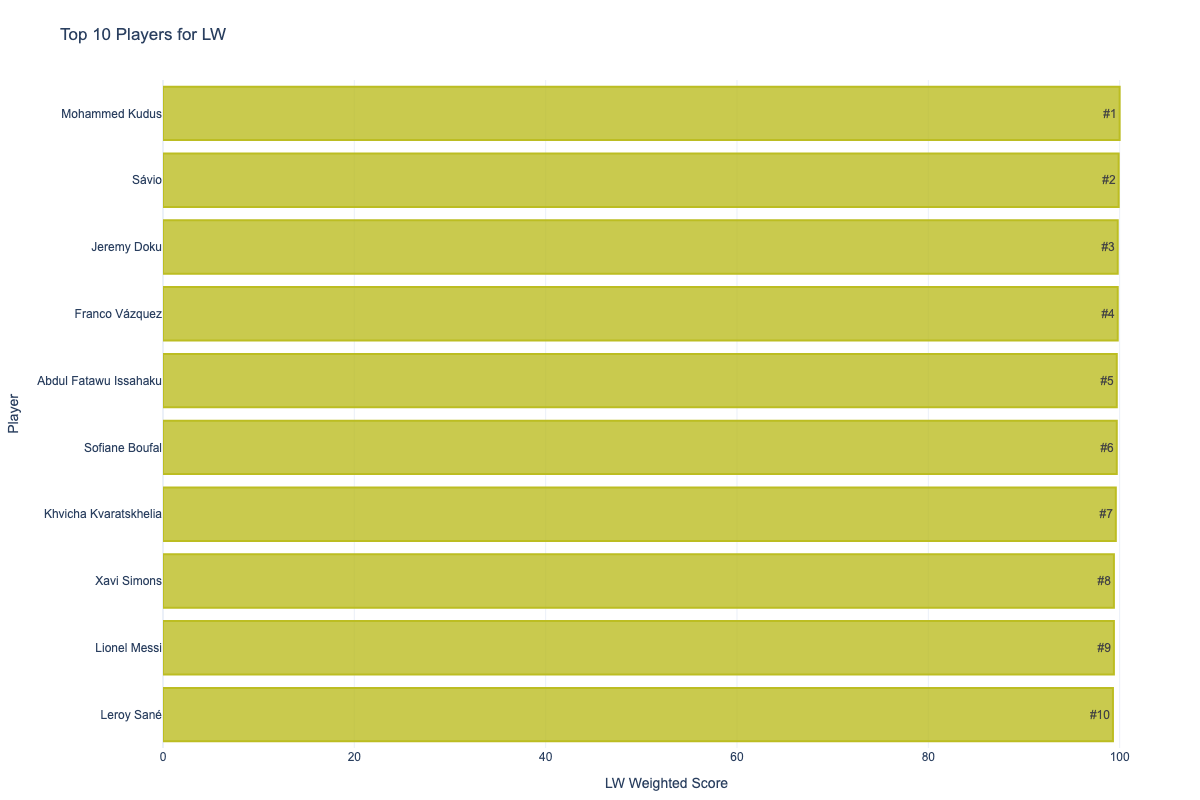 Top 10 Players for LW
Mohammed Kudus #1
Sávio #2
Jeremy Doku #3
Franco Vázquez #4
Abdul Fatawu Issahaku #5
Sofiane Boufal #6
Khvicha Kvaratskhelia #7
Xavi Simons #8
Lionel Messi #9
Leroy Sané #10
Player
0 20 40 60 80 100
LW Weighted Score